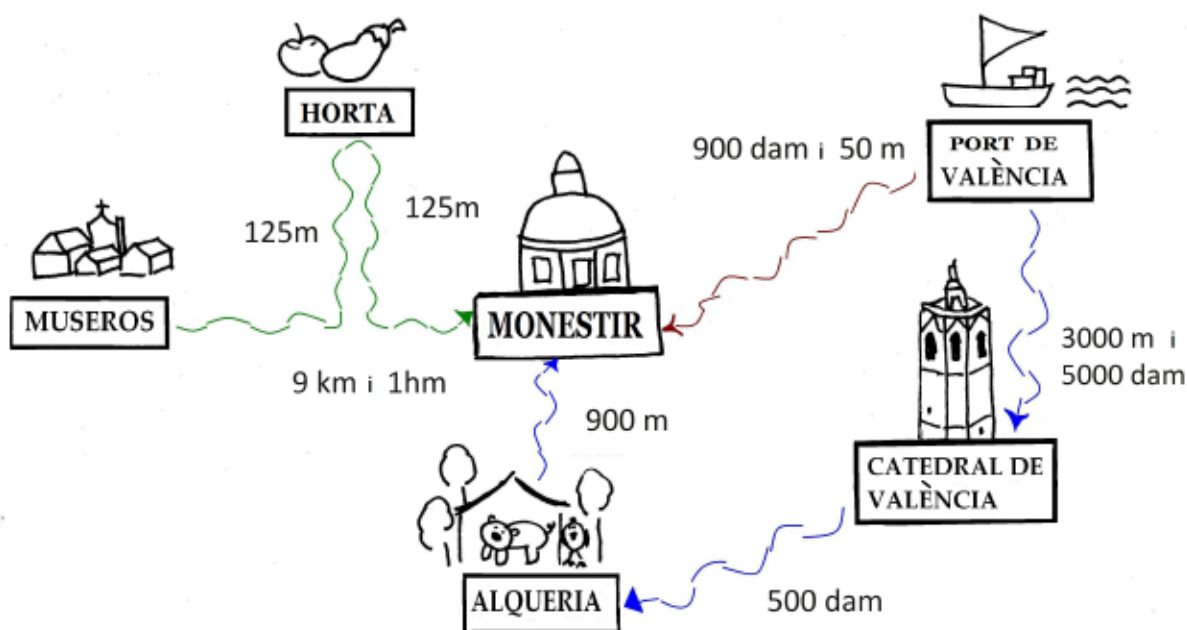 HORTA
PORT DE
VALÈNCIA
900 dam i 50 m
125m
125m
MUSEROS
MONESTIR
9 km i 1hm
3000 m i
5000 dam
900 m
CATEDRAL DE
VALÈNCIA
ALQUERIA
500 dam